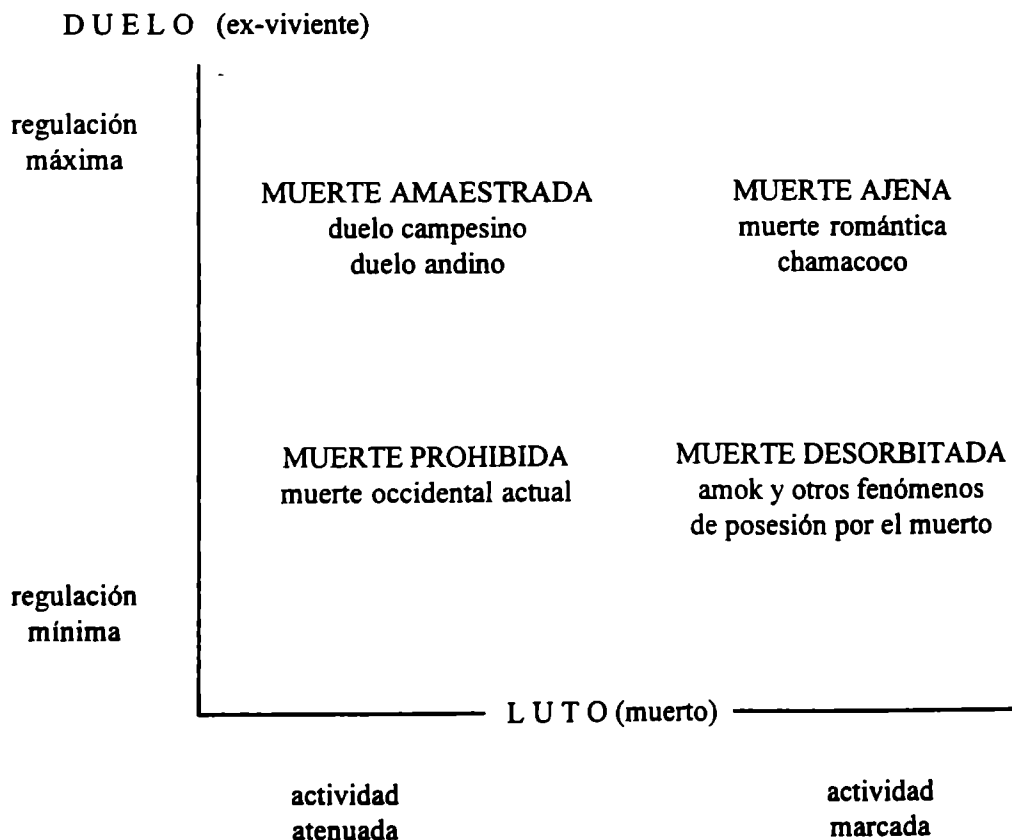 D U E L O (ex-viviente)
regulación
máxima
MUERTE AMAESTRADA
duelo campesino
duelo andino
MUERTE AJENA
muerte romántica
chamacoco
MUERTE PROHIBIDA
muerte occidental actual
MUERTE DESORBITADA
amok y otros fenómenos
de posesión por el muerto
regulación
mínima
L U T O (muerto)
actividad
atenuada
actividad
marcada